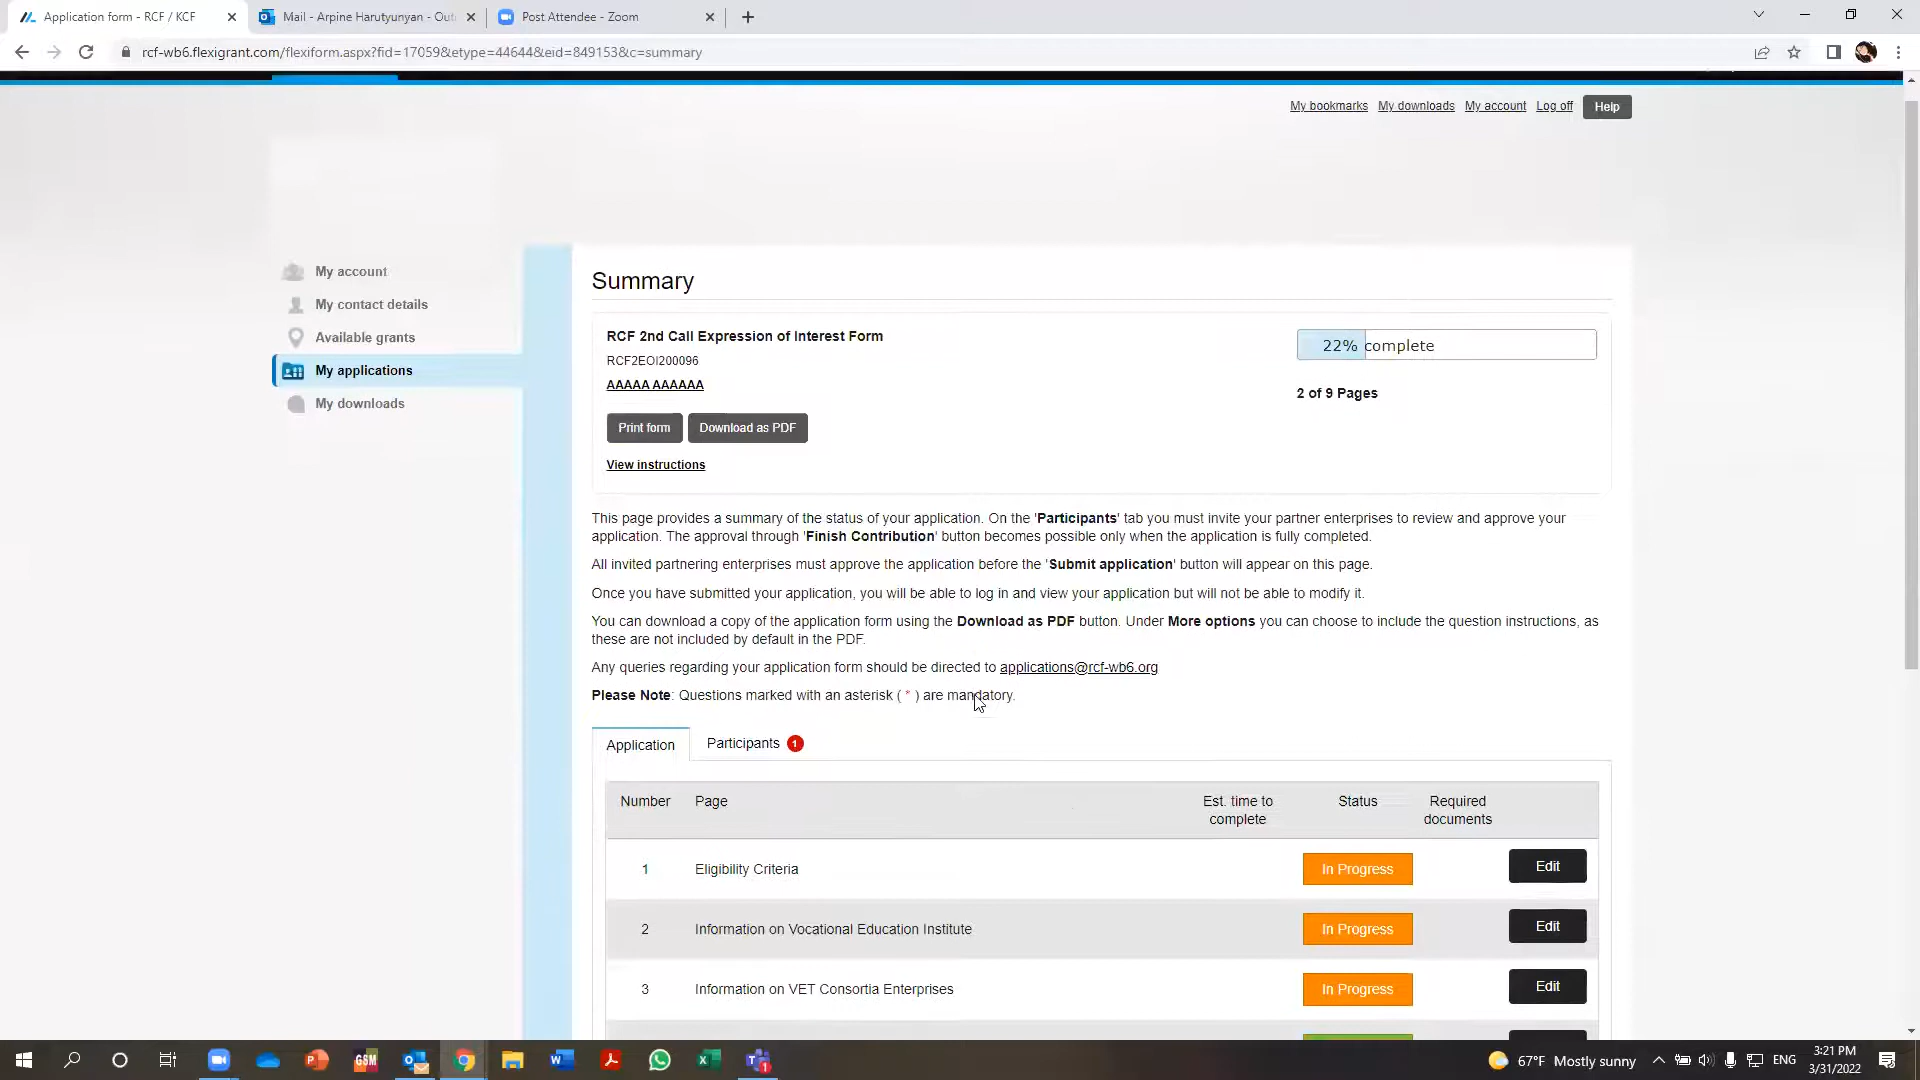 Application form - RCF / KCF
Mail - Arpine Harutyunyan - Out
Post Attendee - Zoom
rcf-wb6.flexigrant.com/flexiform.aspx?fid=17059&etype=44644&eid=849153&c=summary
My bookmarks My downloads My account Log off Help
My account
My contact details
Available grants
My applications
My downloads
Summary
RCF 2nd Call Expression of Interest Form
RCF2EOI200096
AAAAA AAAAAA
Print form Download as PDF
View instructions
22% complete
2 of 9 Pages
This page provides a summary of the status of your application. On the 'Participants' tab you must invite your partner enterprises to review and approve your
application. The approval through 'Finish Contribution' button becomes possible only when the application is fully completed.
All invited partnering enterprises must approve the application before the 'Submit application' button will appear on this page.
Once you have submitted your application, you will be able to log in and view your application but will not be able to modify it.
You can download a copy of the application form using the Download as PDF button. Under More options you can choose to include the question instructions, as
these are not included by default in the PDF.
Any queries regarding your application form should be directed to applications@rcf-wb6.org
Please Note: Questions marked with an asterisk ( * ) are mandatory.
Application Participants 1
Number Page Est. time to complete Status Required documents
1 Eligibility Criteria In Progress Edit
2 Information on Vocational Education Institute In Progress Edit
3 Information on VET Consortia Enterprises In Progress Edit
GSM
67°F Mostly sunny
ENG
3:21 PM
3/31/2022